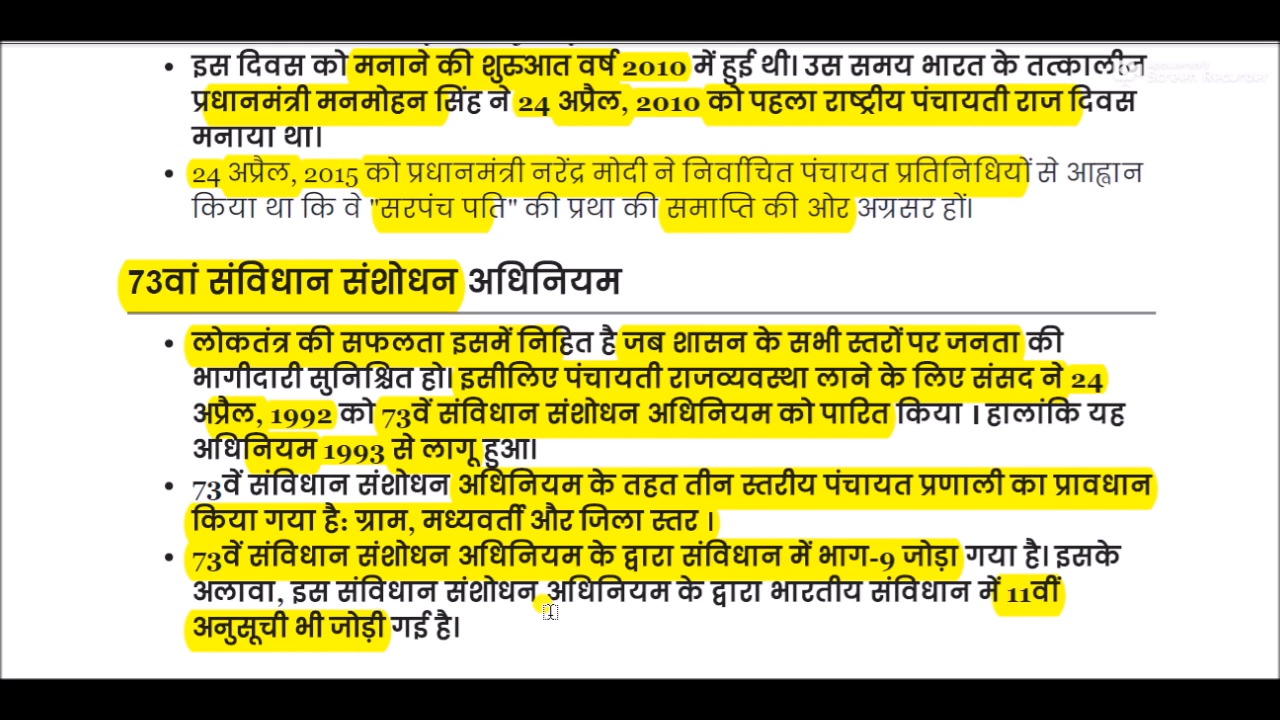 इस दिवस को मनाने की शुरुआत वर्ष 2010 में हुई थी। उस समय भारत के तत्कालीन
प्रधानमंत्री मनमोहन सिंह ने 24 अप्रैल, 2010 को पहला राष्ट्रीय पंचायती राज दिवस
मनाया था।
24 अप्रैल, 2015 को प्रधानमंत्री नरेंद्र मोदी ने निर्वाचित पंचायत प्रतिनिधियों से आह्वान
किया था कि वे "सरपंच पति" की प्रथा की समाप्ति की ओर अग्रसर हों।
73वां संविधान संशोधन अधिनियम
लोकतंत्र की सफलता इसमें निहित है जब शासन के सभी स्तरों पर जनता की
भागीदारी सुनिश्चित हो। इसीलिए पंचायती राजव्यवस्था लाने के लिए संसद ने 24
अप्रैल, 1992 को 73वें संविधान संशोधन अधिनियम को पारित किया । हालांकि यह
अधिनियम 1993 से लागू हुआ।
73वें संविधान संशोधन अधिनियम के तहत तीन स्तरीय पंचायत प्रणाली का प्रावधान
किया गया है: ग्राम, मध्यवर्ती और जिला स्तर ।
73वें संविधान संशोधन अधिनियम के द्वारा संविधान में भाग-9 जोड़ा गया है। इसके
अलावा, इस संविधान संशोधन अधिनियम के द्वारा भारतीय संविधान में 11वीं
अनुसूची भी जोड़ी गई है।